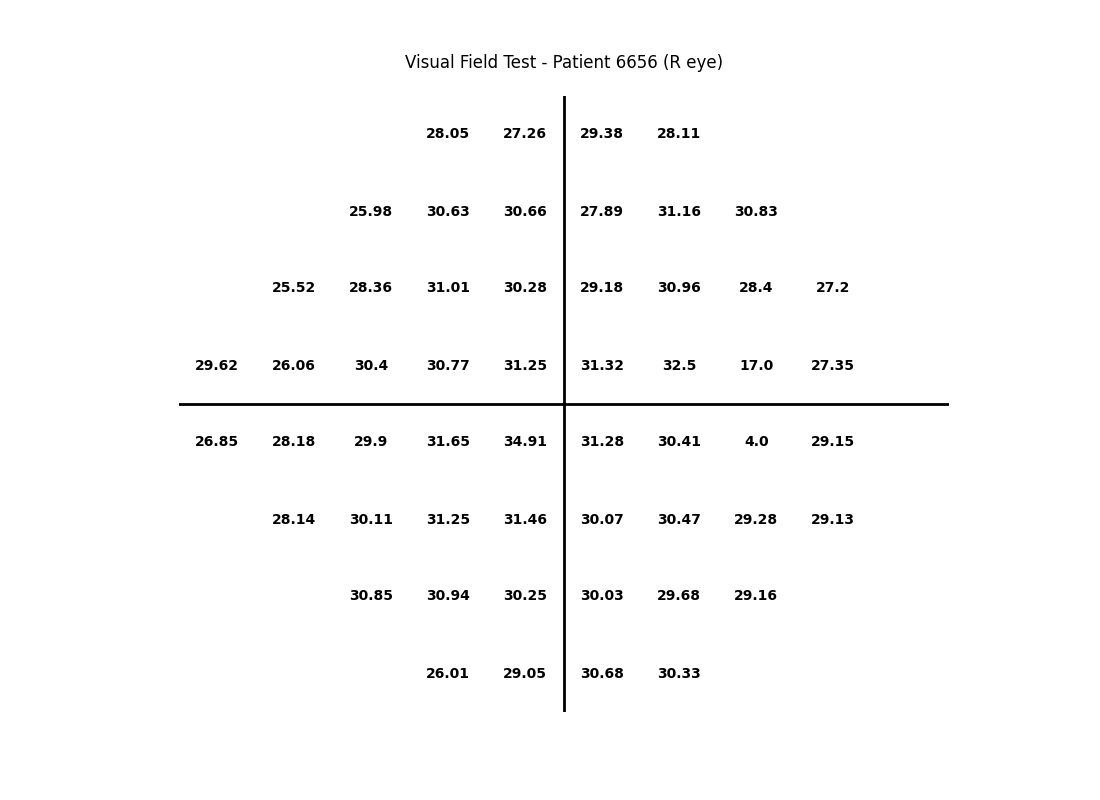 Visual Field Test - Patient 6656 (R eye)
28.05 27.26 29.38 28.11
25.98 30.63 30.66 27.89 31.16 30.83
25.52 28.36 31.01 30.28 29.18 30.96 28.4 27.2
29.62 26.06 30.4 30.77 31.25 31.32 32.5 17.0 27.35
26.85 28.18 29.9 31.65 34.91 31.28 30.41 4.0 29.15
28.14 30.11 31.25 31.46 30.07 30.47 29.28 29.13
30.85 30.94 30.25 30.03 29.68 29.16
26.01 29.05 30.68 30.33